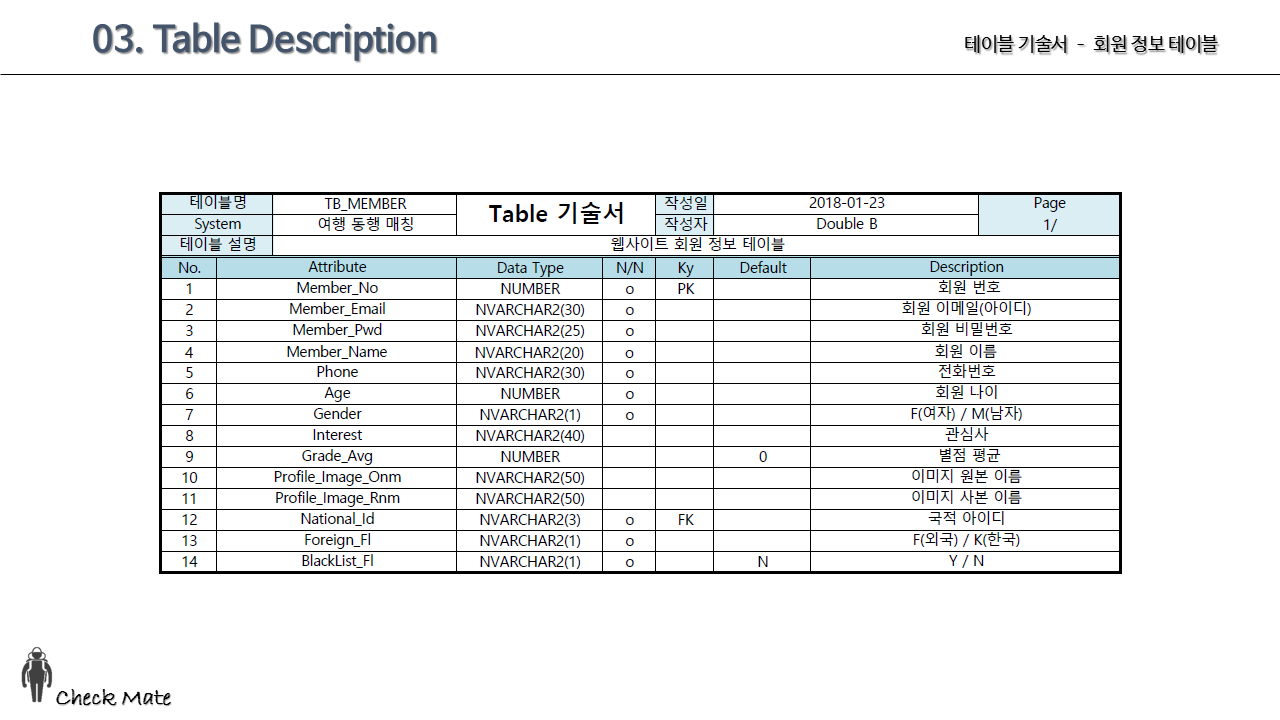 03. Table Description
테이블 기술서 - 회원 정보 테이블
테이블명 TB_MEMBER Table 기술서 작성일 2018-01-23 Page
System 여행 동행 매칭 작성자 Double B 1/
테이블 설명 웹사이트 회원 정보 테이블
No. Attribute Data Type N/N Ky Default Description
1 Member_No NUMBER o PK 회원 번호
2 Member_Email NVARCHAR2(30) o 회원 이메일(아이디)
3 Member_Pwd NVARCHAR2(25) o 회원 비밀번호
4 Member_Name NVARCHAR2(20) o 회원 이름
5 Phone NVARCHAR2(30) o 전화번호
6 Age NUMBER o 회원 나이
7 Gender NVARCHAR2(1) o F(여자) / M(남자)
8 Interest NVARCHAR2(40) 관심사
9 Grade_Avg NUMBER 0 별점 평균
10 Profile_Image_Onm NVARCHAR2(50) 이미지 원본 이름
11 Profile_Image_Rnm NVARCHAR2(50) 이미지 사본 이름
12 National_Id NVARCHAR2(3) o FK 국적 아이디
13 Foreign_Fl NVARCHAR2(1) o F(외국) / K(한국)
14 BlackList_Fl NVARCHAR2(1) o N Y / N
Check Mate